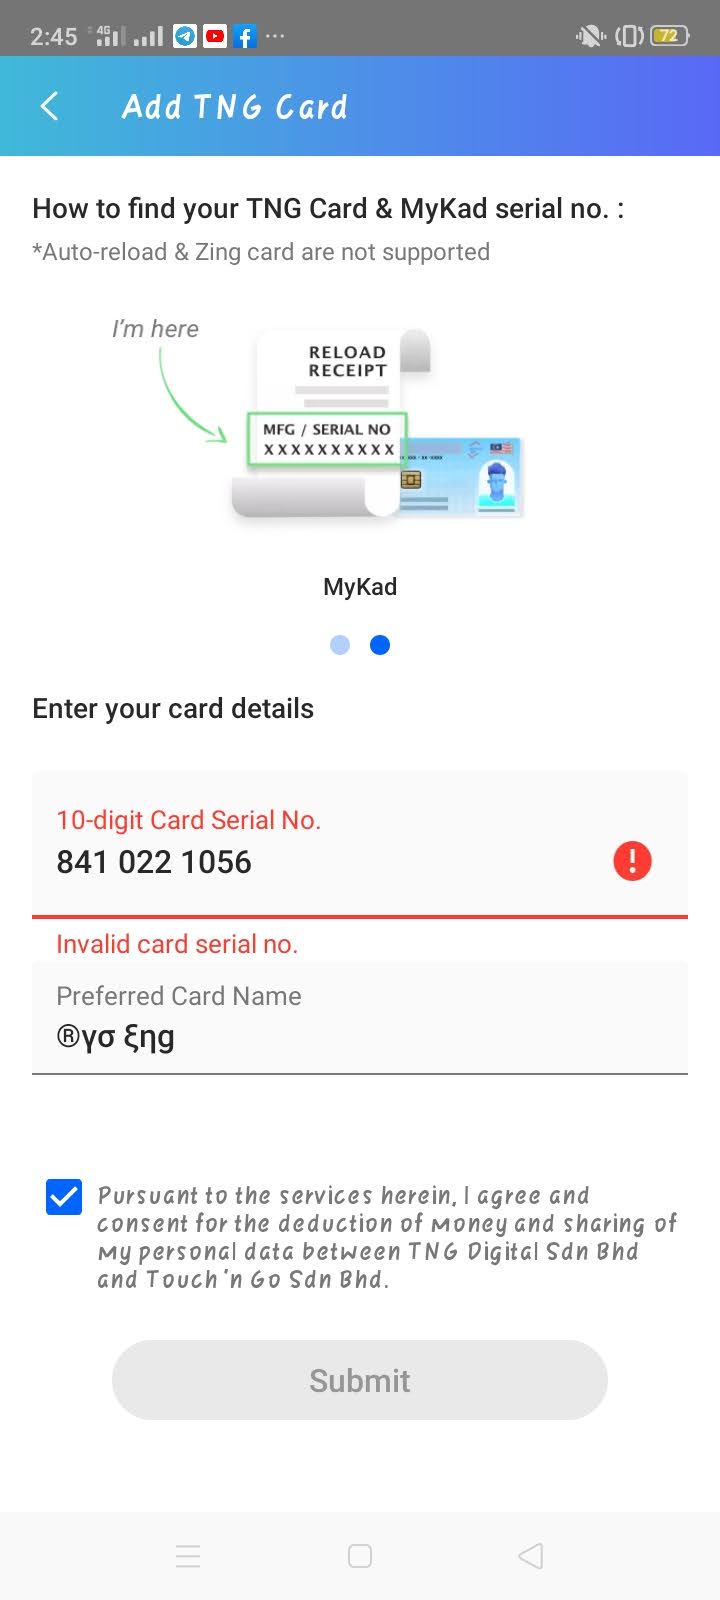 2:45 4G 72
Add TNG Card
How to find your TNG Card & MyKad serial no. :
*Auto-reload & Zing card are not supported
I'm here
RELOAD
RECEIPT
MFG / SERIAL NO
XXXXXXXXXX
MyKad
Enter your card details
10-digit Card Serial No.
841 022 1056
Invalid card serial no.
Preferred Card Name
®γσ ξηg
Pursuant to the services herein, I agree and
consent for the deduction of money and sharing of
my personal data between TNG Digital Sdn Bhd
and Touch 'n Go Sdn Bhd.
Submit